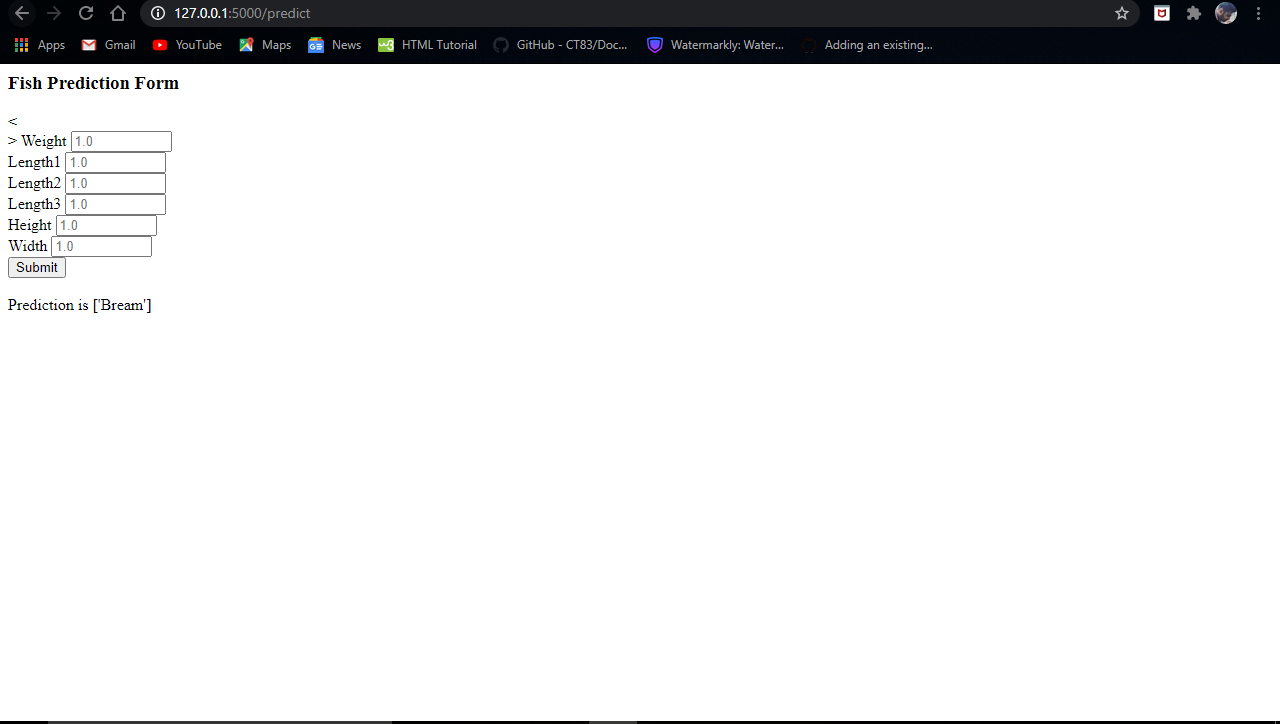 127.0.0.1:5000/predict
Apps Gmail YouTube Maps News HTML Tutorial GitHub - CT83/Doc... Watermarkly: Water... Adding an existing...
Fish Prediction Form
<
> Weight 1.0
Length1 1.0
Length2 1.0
Length3 1.0
Height 1.0
Width 1.0
Submit
Prediction is ['Bream']